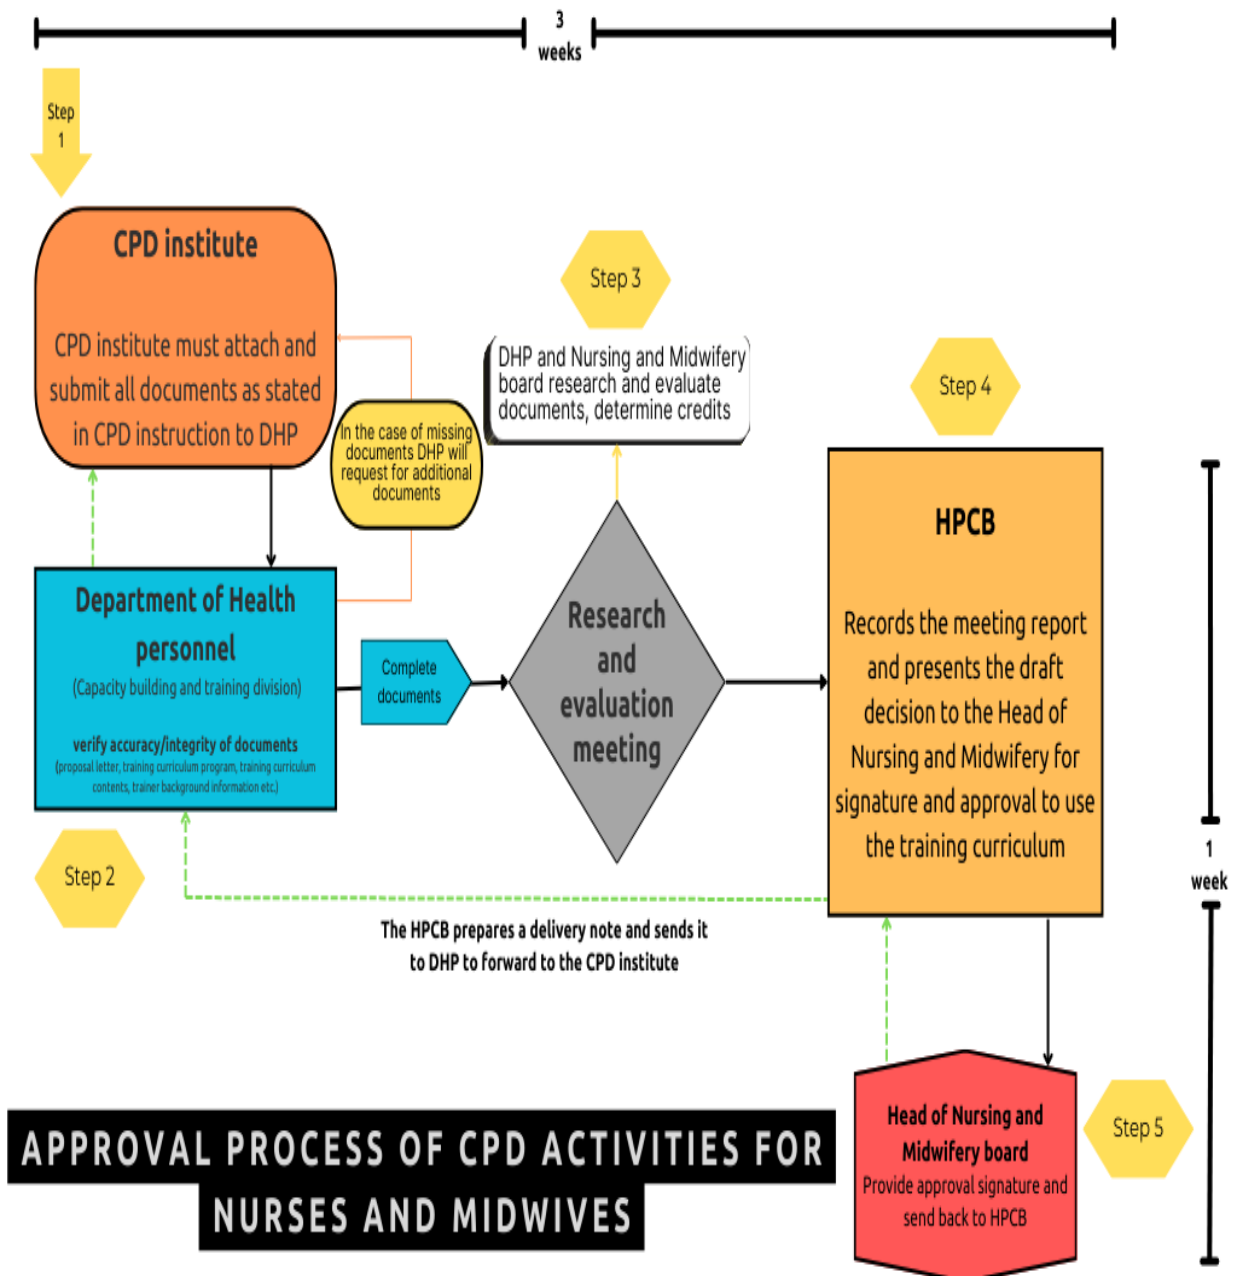 3
weeks
Step
1
CPD institute
CPD institute must attach and
submit all documents as stated
in CPD instruction to DHP
In the case of missing
documents DHP will
request for additional
documents
Step 3
DHP and Nursing and Midwifery
board research and evaluate
documents, determine credits
Step 4
HPCB
Records the meeting report
and presents the draft
decision to the Head of
Nursing and Midwifery for
signature and approval to use
the training curriculum
Department of Health
personnel
(Capacity building and training division)
verify accuracy/integrity of documents
(proposal letter, training curriculum program, training curriculum
contents, trainer background information etc.)
Complete
documents
Research
and
evaluation
meeting
Step 2
1
week
The HPCB prepares a delivery note and sends it
to DHP to forward to the CPD institute
Head of Nursing and
Midwifery board
Provide approval signature and
send back to HPCB
Step 5
APPROVAL PROCESS OF CPD ACTIVITIES FOR
NURSES AND MIDWIVES